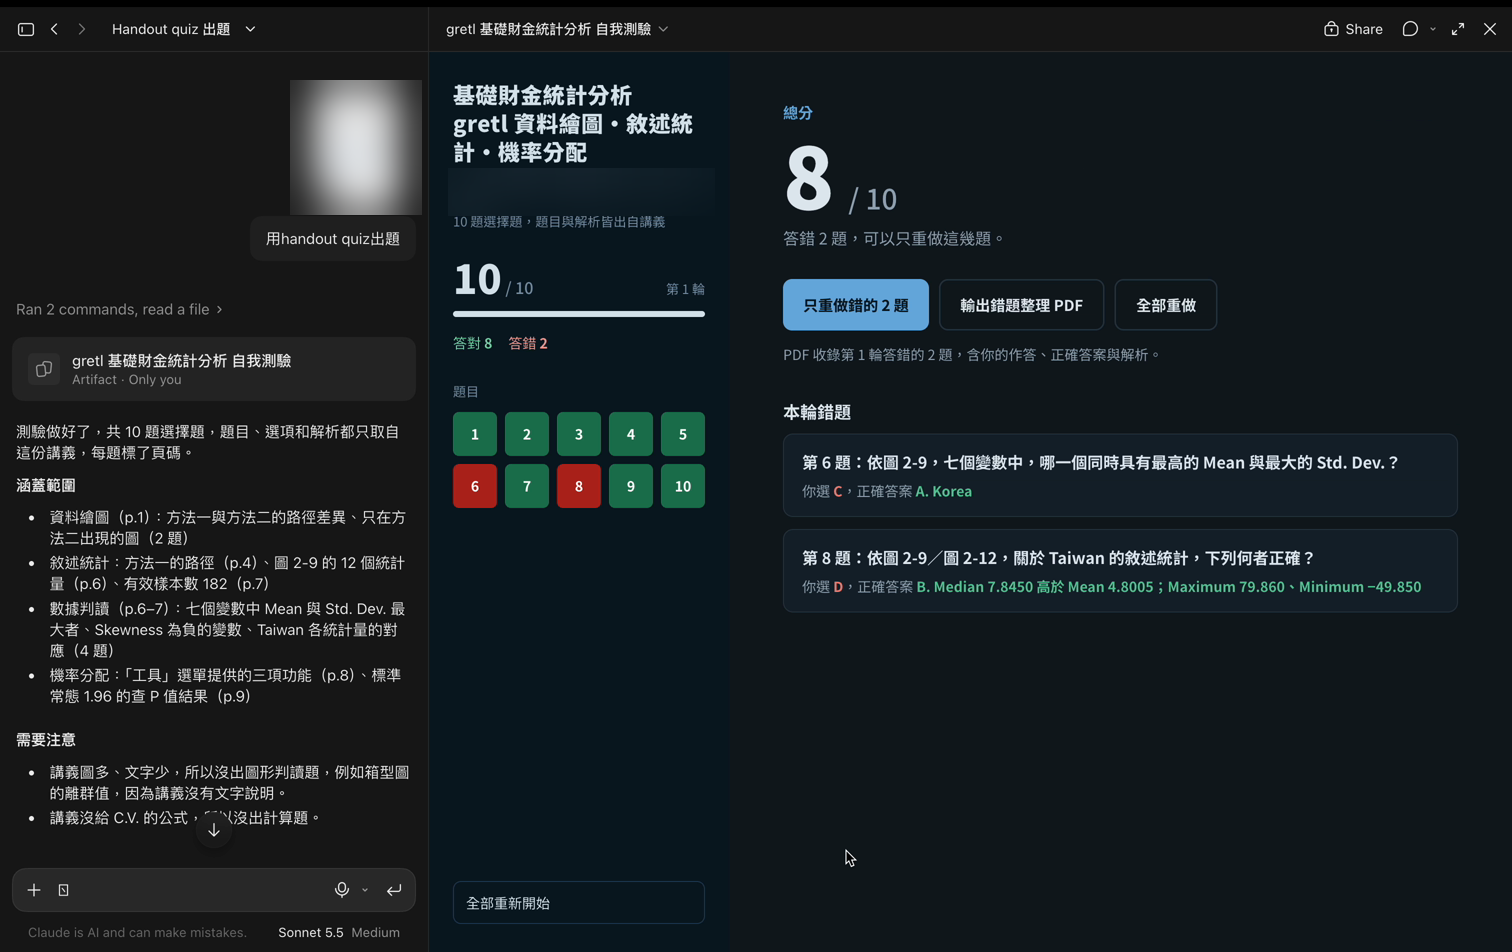 Handout quiz 出題
用handout quiz出題
Ran 2 commands, read a file
gretl 基礎財金統計分析 自我測驗
Artifact · Only you
測驗做好了，共 10 題選擇題，題目、選項和解析都只取自
這份講義，每題標了頁碼。
涵蓋範圍
資料繪圖（p.1）：方法一與方法二的路徑差異、只在方
法二出現的圖（2 題）
敘述統計：方法一的路徑（p.4）、圖 2-9 的 12 個統計
量（p.6）、有效樣本數 182（p.7）
數據判讀（p.6–7）：七個變數中 Mean 與 Std. Dev. 最
大者、Skewness 為負的變數、Taiwan 各統計量的對
應（4 題）
機率分配：「工具」選單提供的三項功能（p.8）、標準
常態 1.96 的查 P 值結果（p.9）
需要注意
講義圖多、文字少，所以沒出圖形判讀題，例如箱型圖
的離群值，因為講義沒有文字說明。
講義沒給 C.V. 的公式，所以沒出計算題。
Claude is AI and can make mistakes.
Sonnet 5.5 Medium
gretl 基礎財金統計分析 自我測驗
Share
基礎財金統計分析
gretl 資料繪圖・敘述統
計・機率分配
10 題選擇題，題目與解析皆出自講義
10 / 10
第 1 輪
答對 8 答錯 2
題目
1 2 3 4 5
6 7 8 9 10
全部重新開始
總分
8 / 10
答錯 2 題，可以只重做這幾題。
只重做錯的 2 題
輸出錯題整理 PDF
全部重做
PDF 收錄第 1 輪答錯的 2 題，含你的作答、正確答案與解析。
本輪錯題
第 6 題：依圖 2-9，七個變數中，哪一個同時具有最高的 Mean 與最大的 Std. Dev.？
你選 C，正確答案 A. Korea
第 8 題：依圖 2-9／圖 2-12，關於 Taiwan 的敘述統計，下列何者正確？
你選 D，正確答案 B. Median 7.8450 高於 Mean 4.8005；Maximum 79.860、Minimum −49.850